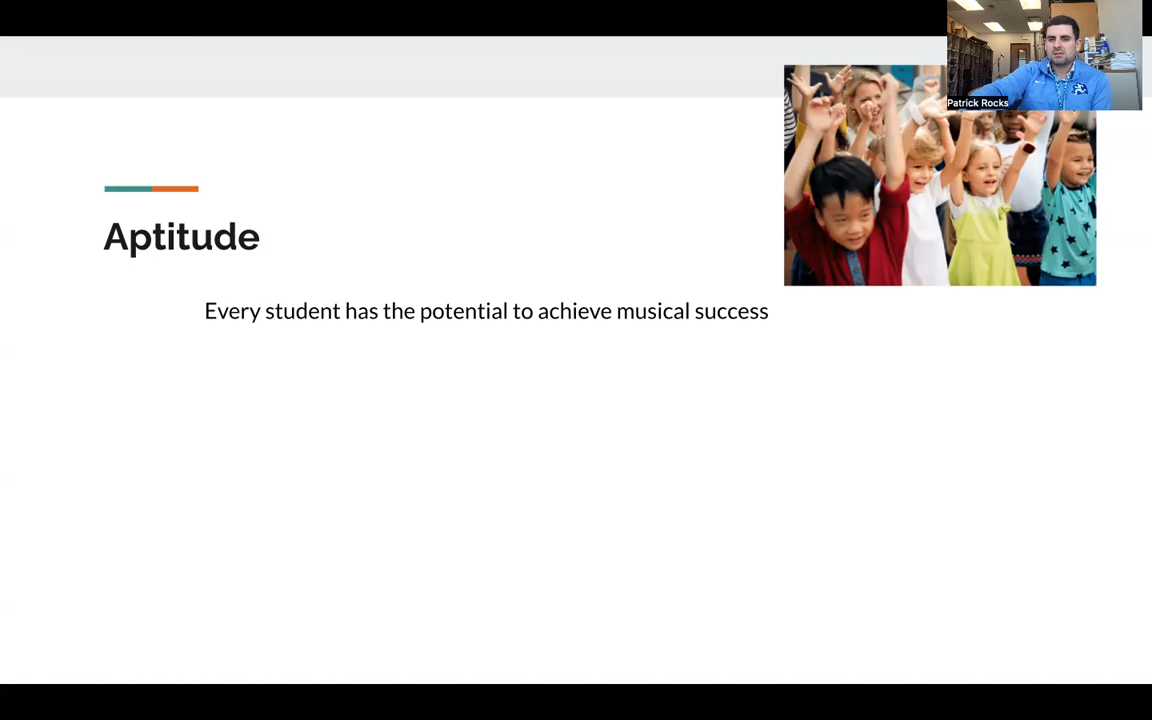 Patrick Rocks
Aptitude
Every student has the potential to achieve musical success